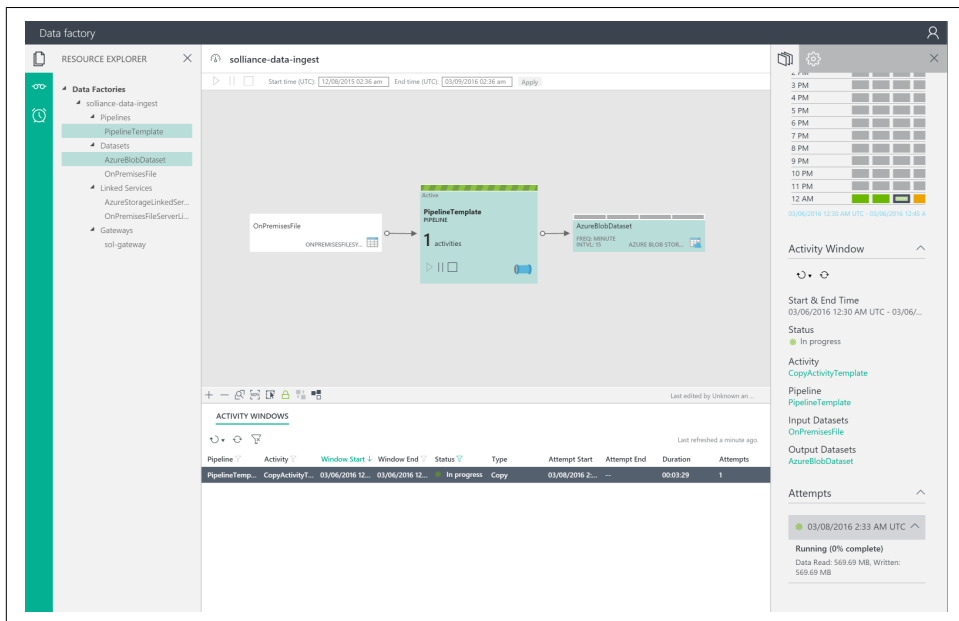 Data factory
RESOURCE EXPLORER
Data Factories
solliance-data-ingest
Pipelines
PipelineTemplate
Datasets
AzureBlobDataset
OnPremisesFile
Linked Services
AzureStorageLinkedSer...
OnPremisesFileServerLi...
Gateways
sol-gateway
solliance-data-ingest
Start time (UTC): 12/08/2015 02:36 am End time (UTC): 03/09/2016 02:36 am Apply
OnPremisesFile
ONPREMISESFILESY...
Active
PipelineTemplate
PIPELINE
1 activities
AzureBlobDataset
FREQ: MINUTE
INTVL: 15 AZURE BLOB STOR...
Last edited by Unknown an ...
ACTIVITY WINDOWS
Last refreshed a minute ago.
Pipeline Activity Window Start ↓ Window End Status Type Attempt Start Attempt End Duration Attempts
PipelineTemp... CopyActivityT... 03/06/2016 12... 03/06/2016 12... In progress Copy 03/08/2016 2:... -- 00:03:29 1
2 PM
3 PM
4 PM
5 PM
6 PM
7 PM
8 PM
9 PM
10 PM
11 PM
12 AM
03/06/2016 12:30 AM UTC - 03/06/2016 12:45 A
Activity Window
Start & End Time
03/06/2016 12:30 AM UTC - 03/06/...
Status
In progress
Activity
CopyActivityTemplate
Pipeline
PipelineTemplate
Input Datasets
OnPremisesFile
Output Datasets
AzureBlobDataset
Attempts
03/08/2016 2:33 AM UTC
Running (0% complete)
Data Read: 569.69 MB, Written:
569.69 MB